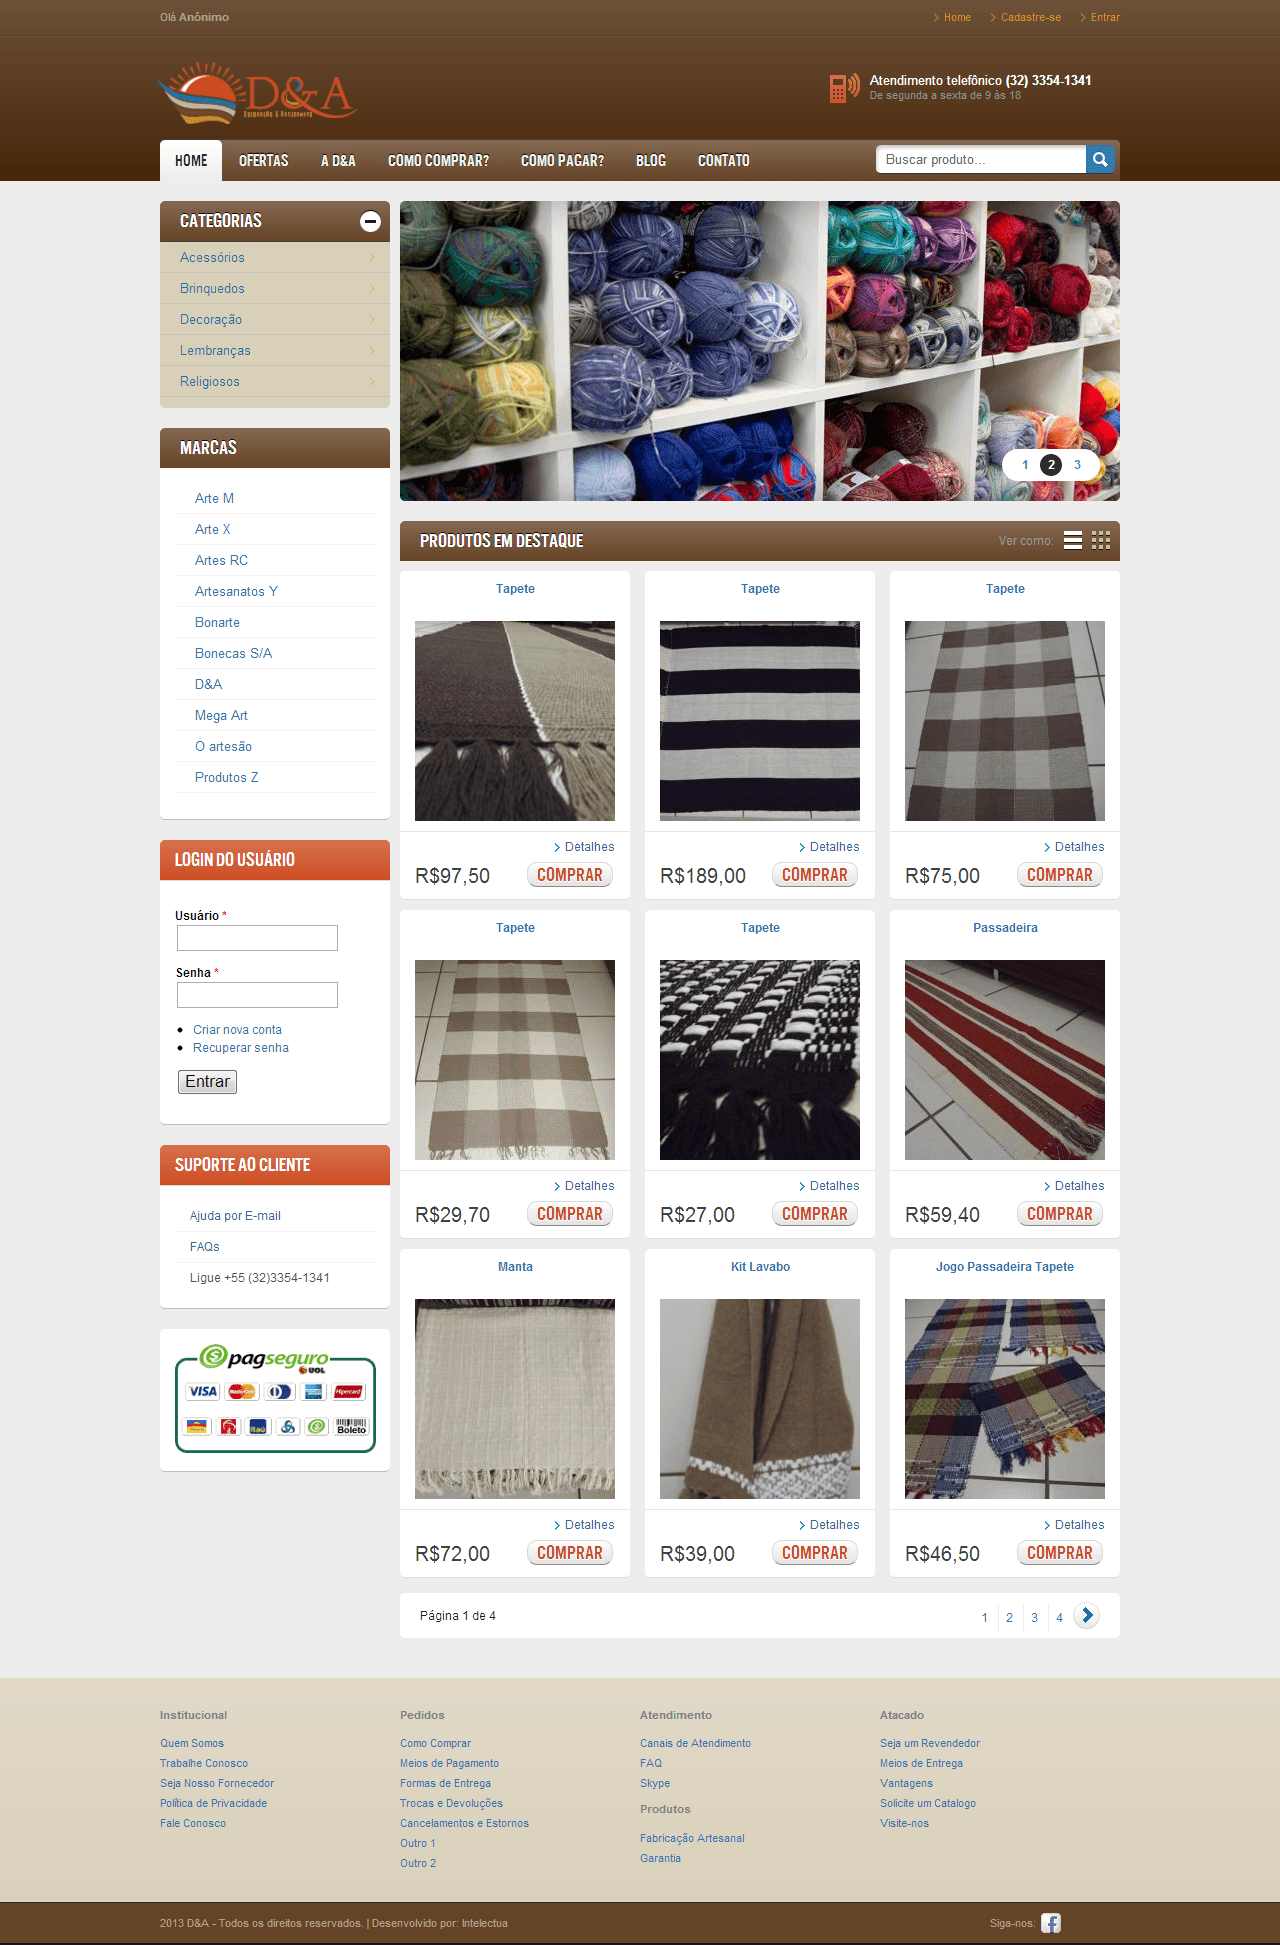 Olá Anônimo
Home
Cadastre-se
Entrar
D&A
Atendimento telefônico (32) 3354-1341
De segunda a sexta de 9 às 18
HOME
OFERTAS
A D&A
COMO COMPRAR?
COMO PAGAR?
BLOG
CONTATO
Buscar produto...
CATEGORIAS
Acessórios
Brinquedos
Decoração
Lembranças
Religiosos
1 2 3
MARCAS
Arte M
Arte X
Artes RC
Artesanatos Y
Bonarte
Bonecas S/A
D&A
Mega Art
O artesão
Produtos Z
LOGIN DO USUÁRIO
Usuário *
Senha *
Criar nova conta
Recuperar senha
Entrar
SUPORTE AO CLIENTE
Ajuda por E-mail
FAQs
Ligue +55 (32)3354-1341
pagseguro
UOL
VISA
MasterCard
Hipercard
Itaú
Boleto
PRODUTOS EM DESTAQUE
Ver como:
Tapete
Detalhes
R$97,50
COMPRAR
Tapete
Detalhes
R$189,00
COMPRAR
Tapete
Detalhes
R$75,00
COMPRAR
Tapete
Detalhes
R$29,70
COMPRAR
Tapete
Detalhes
R$27,00
COMPRAR
Passadeira
Detalhes
R$59,40
COMPRAR
Manta
Detalhes
R$72,00
COMPRAR
Kit Lavabo
Detalhes
R$39,00
COMPRAR
Jogo Passadeira Tapete
Detalhes
R$46,50
COMPRAR
Página 1 de 4
1 2 3 4
Institucional
Quem Somos
Trabalhe Conosco
Seja Nosso Fornecedor
Política de Privacidade
Fale Conosco
Pedidos
Como Comprar
Meios de Pagamento
Formas de Entrega
Trocas e Devoluções
Cancelamentos e Estornos
Outro 1
Outro 2
Atendimento
Canais de Atendimento
FAQ
Skype
Produtos
Fabricação Artesanal
Garantia
Atacado
Seja um Revendedor
Meios de Entrega
Vantagens
Solicite um Catalogo
Visite-nos
2013 D&A - Todos os direitos reservados. | Desenvolvido por: Intelectua
Siga-nos: